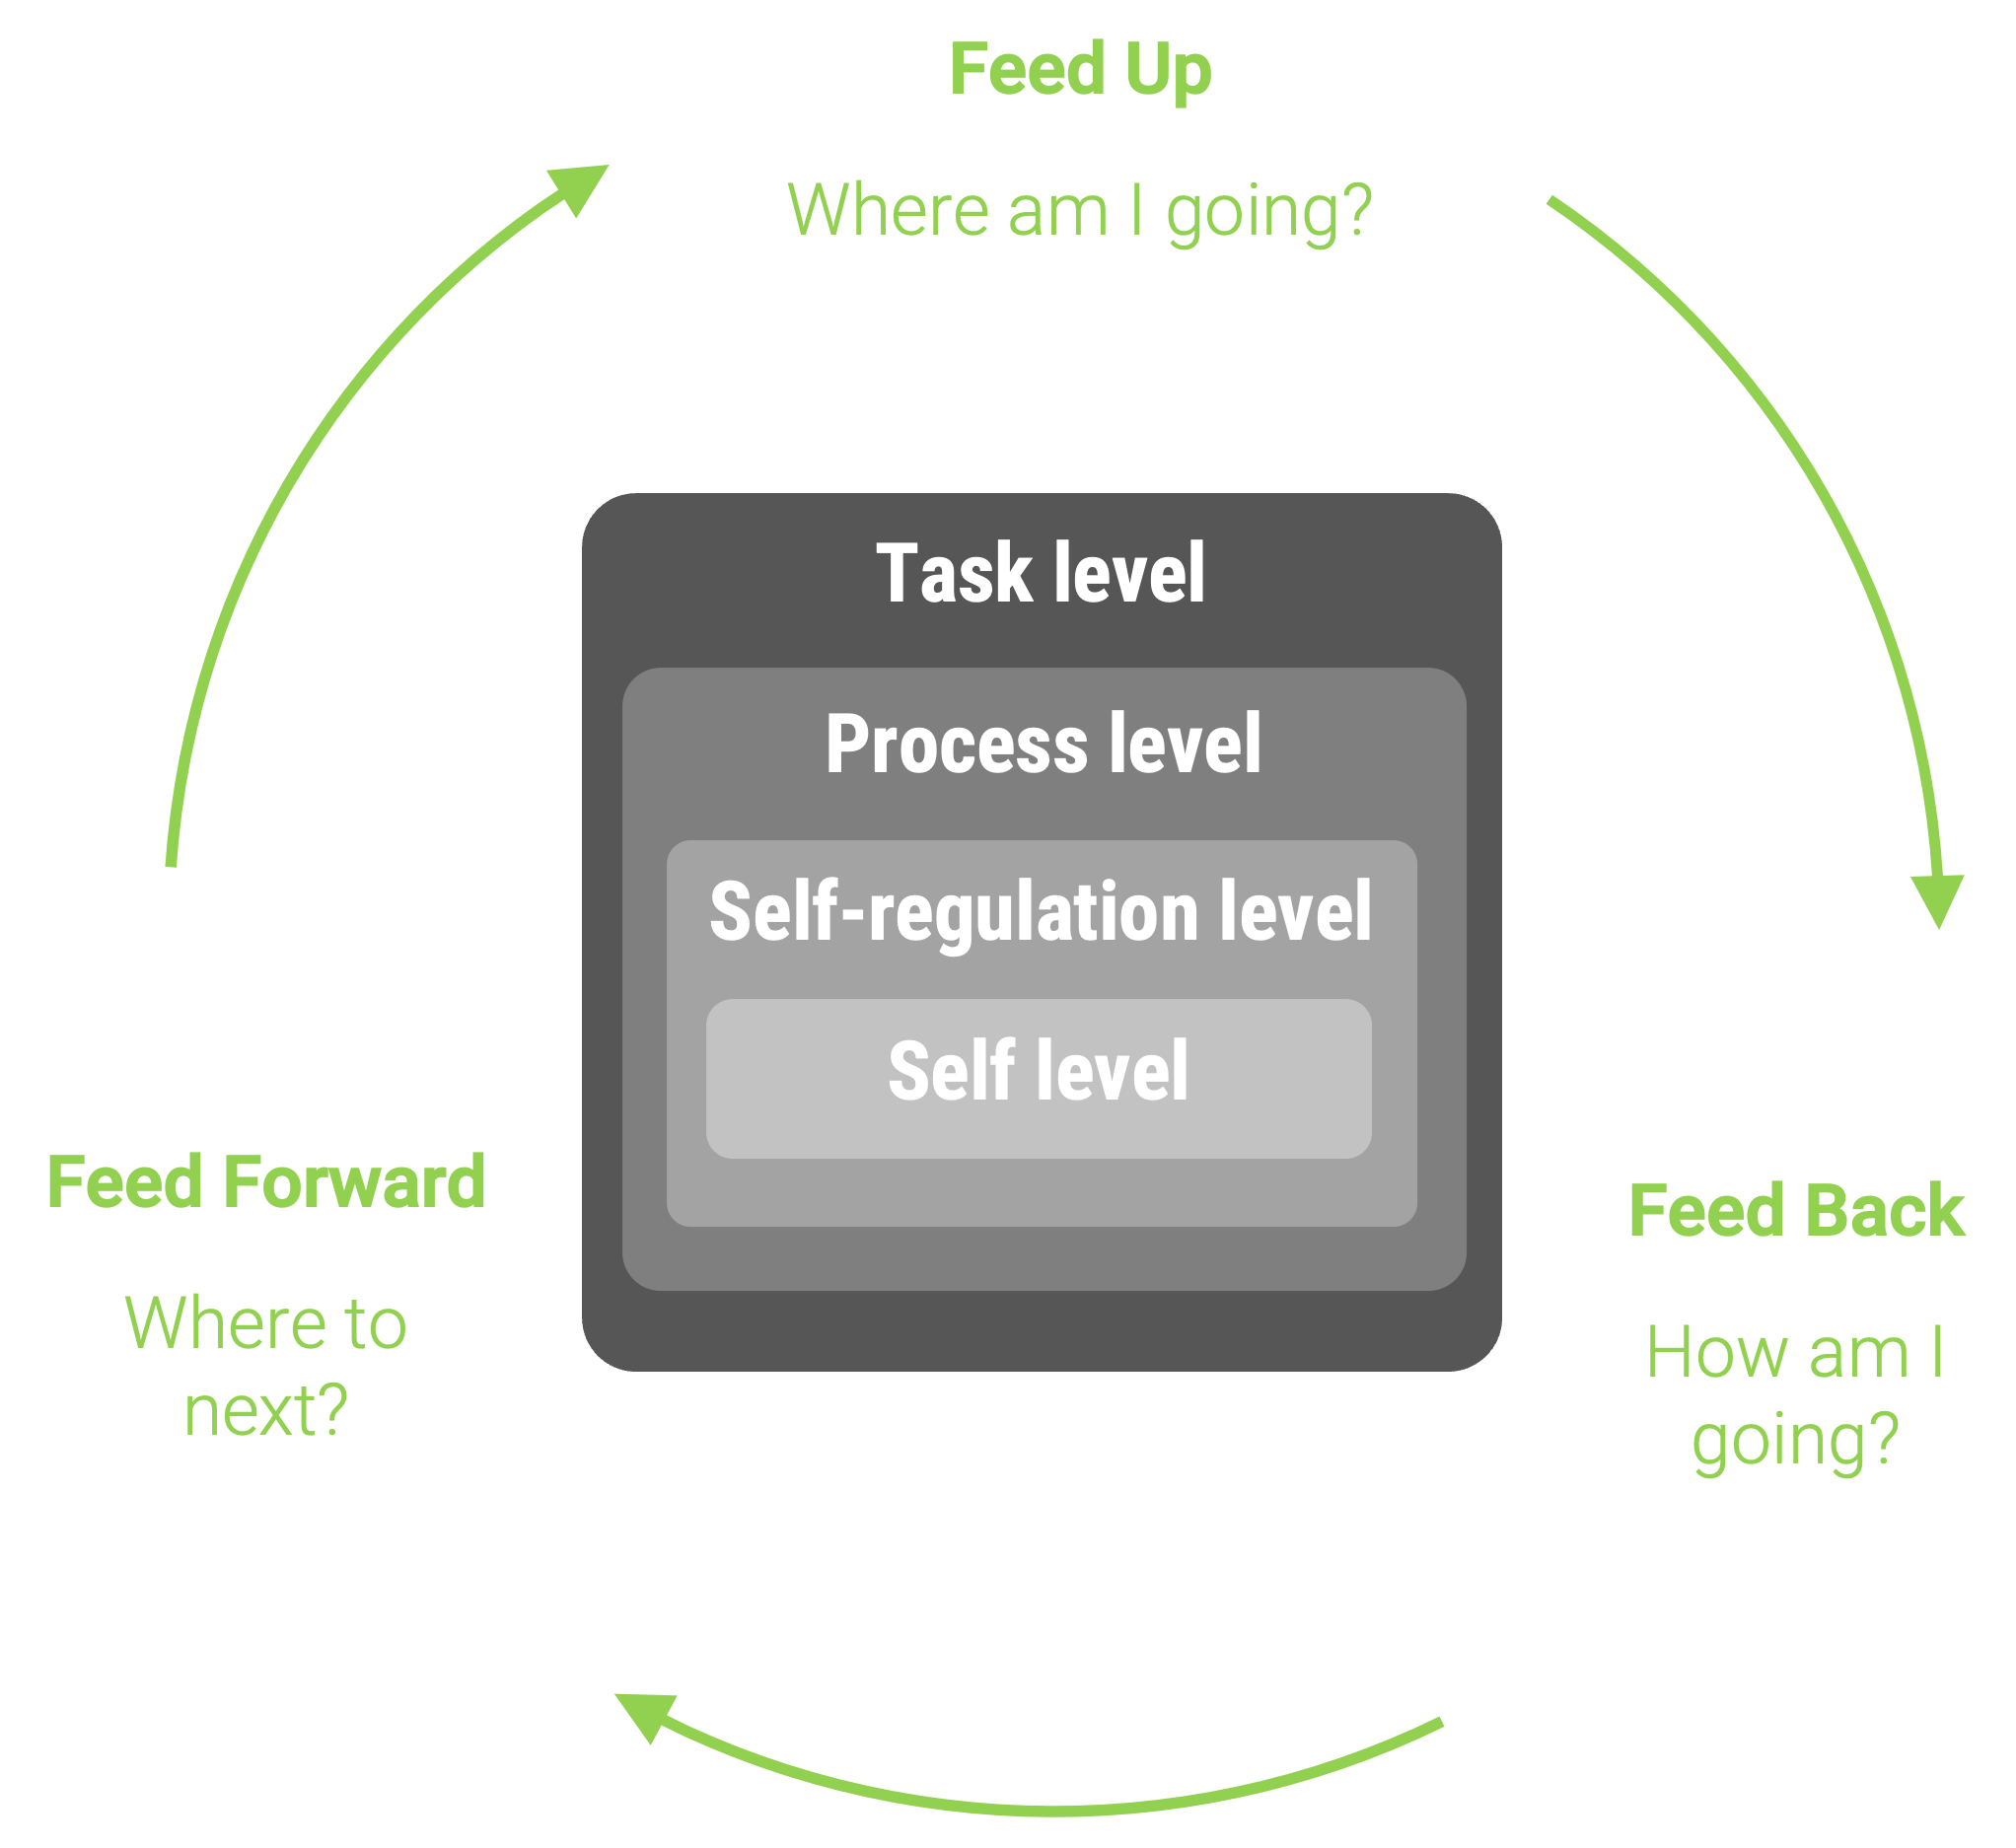 Feed Up
Where am I going?
Task level
Process level
Self-regulation level
Self level
Feed Forward
Where to
next?
Feed Back
How am I
going?